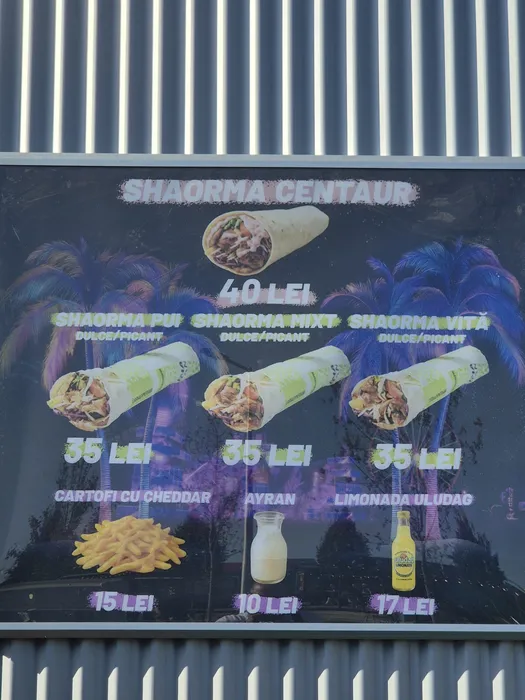 SHAORMA CENTAUR
40 LEI
SHAORMA PUI SHAORMA MIXT SHAORMA VITĂ
DULCE/PICANT DULCE/PICANT DULCE/PICANT
35 LEI 35 LEI 35 LEI
CARTOFI CU CHEDDAR AYRAN LIMONADA ULUDAG
15 LEI 10 LEI 17 LEI